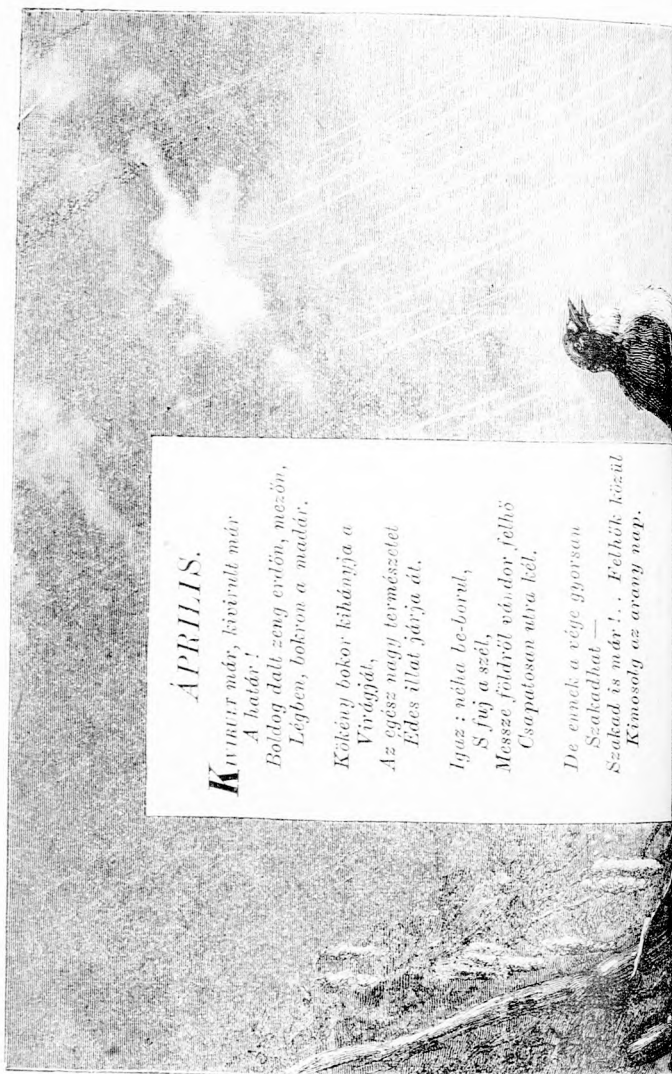 ÁPRILIS.
KIVIRULT már, kivirult már
A határ!
Boldog dalt zeng erdőn, mezőn,
Légben, bokron a madár.
Kökény bokor kihányja a
Virágját,
Az egész nagy természetet
Édes illat járja át.
Igaz: néha be-borul,
S fuj a szél,
Messze földről vándor felhő
Csapatosan utra kél.
De ennek a vége gyorsan
Szakadhat —
Szakad is már!.. Felhők közül
Kimosolyg az arany nap.